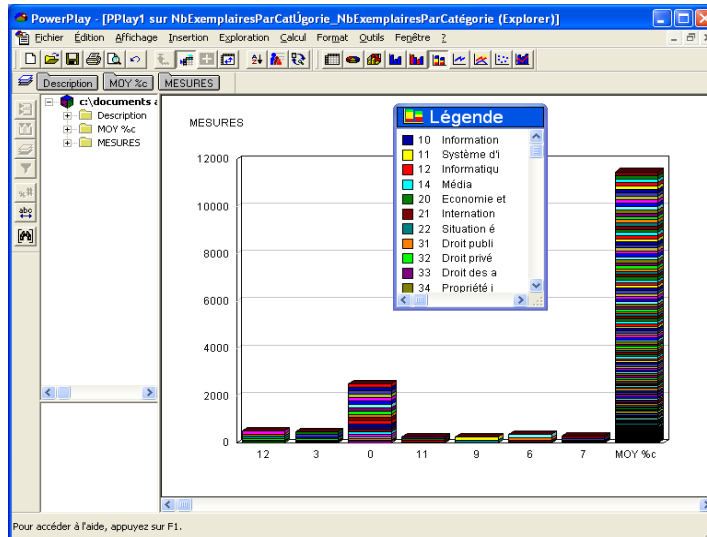 PowerPlay - [PPlay1 sur NbExemplairesParCatÚgorie_NbExemplairesParCatégorie (Explorer)]
Fichier Édition Affichage Insertion Exploration Calcul Format Outils Fenêtre ?
Description MOY %c MESURES
c:\documents a
Description
MOY %c
MESURES
MESURES
Légende
10 Information
11 Système d'i
12 Informatiqu
14 Média
20 Economie et
21 Internation
22 Situation é
31 Droit publi
32 Droit privé
33 Droit des a
34 Propriété i
12000
10000
8000
6000
4000
2000
0
12 3 0 11 9 6 7 MOY %c
Pour accéder à l'aide, appuyez sur F1.